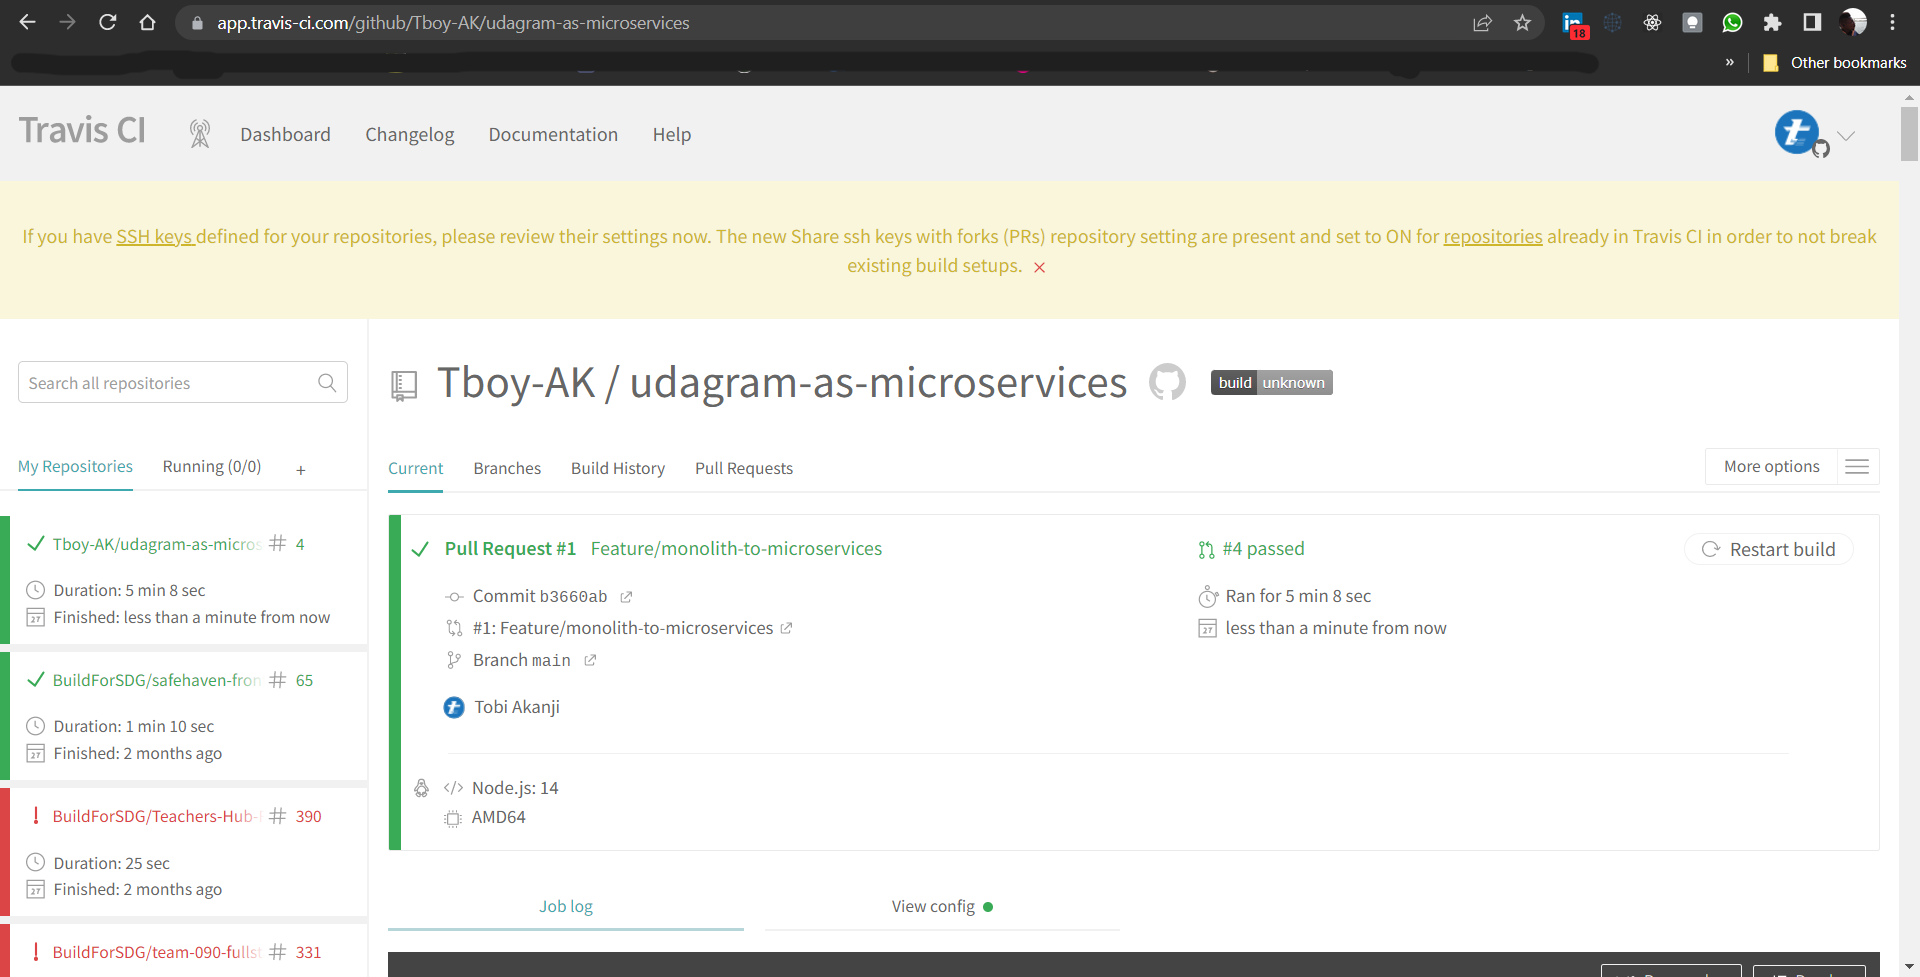 app.travis-ci.com/github/Tboy-AK/udagram-as-microservices
18
» Other bookmarks
Travis CI
Dashboard Changelog Documentation Help
If you have SSH keys defined for your repositories, please review their settings now. The new Share ssh keys with forks (PRs) repository setting are present and set to ON for repositories already in Travis CI in order to not break
existing build setups. ×
Search all repositories
Tboy-AK / udagram-as-microservices
build unknown
My Repositories Running (0/0) +
Current Branches Build History Pull Requests
More options
Tboy-AK/udagram-as-micros # 4
Duration: 5 min 8 sec
Finished: less than a minute from now
BuildForSDG/safehaven-fron # 65
Duration: 1 min 10 sec
Finished: 2 months ago
BuildForSDG/Teachers-Hub- # 390
Duration: 25 sec
Finished: 2 months ago
BuildForSDG/team-090-fullst # 331
Pull Request #1 Feature/monolith-to-microservices
#4 passed
Restart build
Commit b3660ab
Ran for 5 min 8 sec
#1: Feature/monolith-to-microservices
less than a minute from now
Branch main
Tobi Akanji
</> Node.js: 14
AMD64
Job log View config